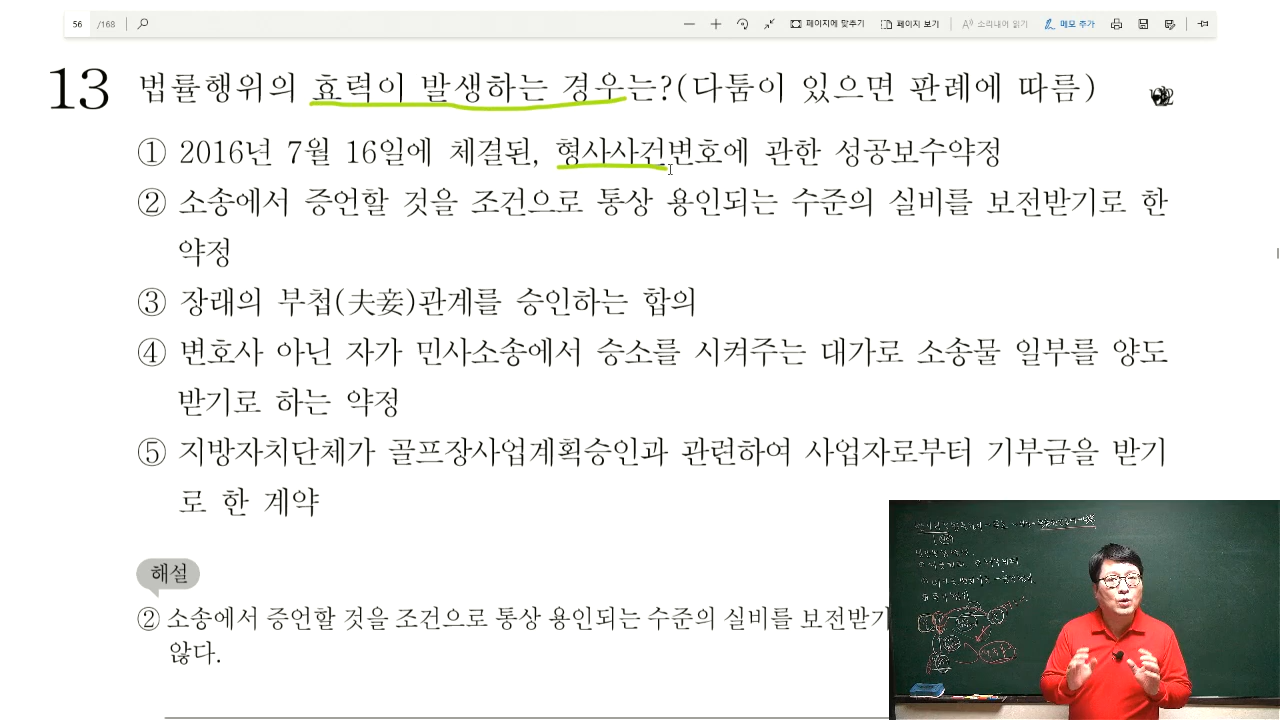 56 /168 페이지에 맞추기 페이지 보기 소리내어 읽기 메모 추가
13 법률행위의 효력이 발생하는 경우는?(다툼이 있으면 판례에 따름)
① 2016년 7월 16일에 체결된, 형사사건변호에 관한 성공보수약정
② 소송에서 증언할 것을 조건으로 통상 용인되는 수준의 실비를 보전받기로 한
약정
③ 장래의 부첩(夫妾)관계를 승인하는 합의
④ 변호사 아닌 자가 민사소송에서 승소를 시켜주는 대가로 소송물 일부를 양도
받기로 하는 약정
⑤ 지방자치단체가 골프장사업계획승인과 관련하여 사업자로부터 기부금을 받기
로 한 계약
해설
② 소송에서 증언할 것을 조건으로 통상 용인되는 수준의 실비를 보전받기
않다.